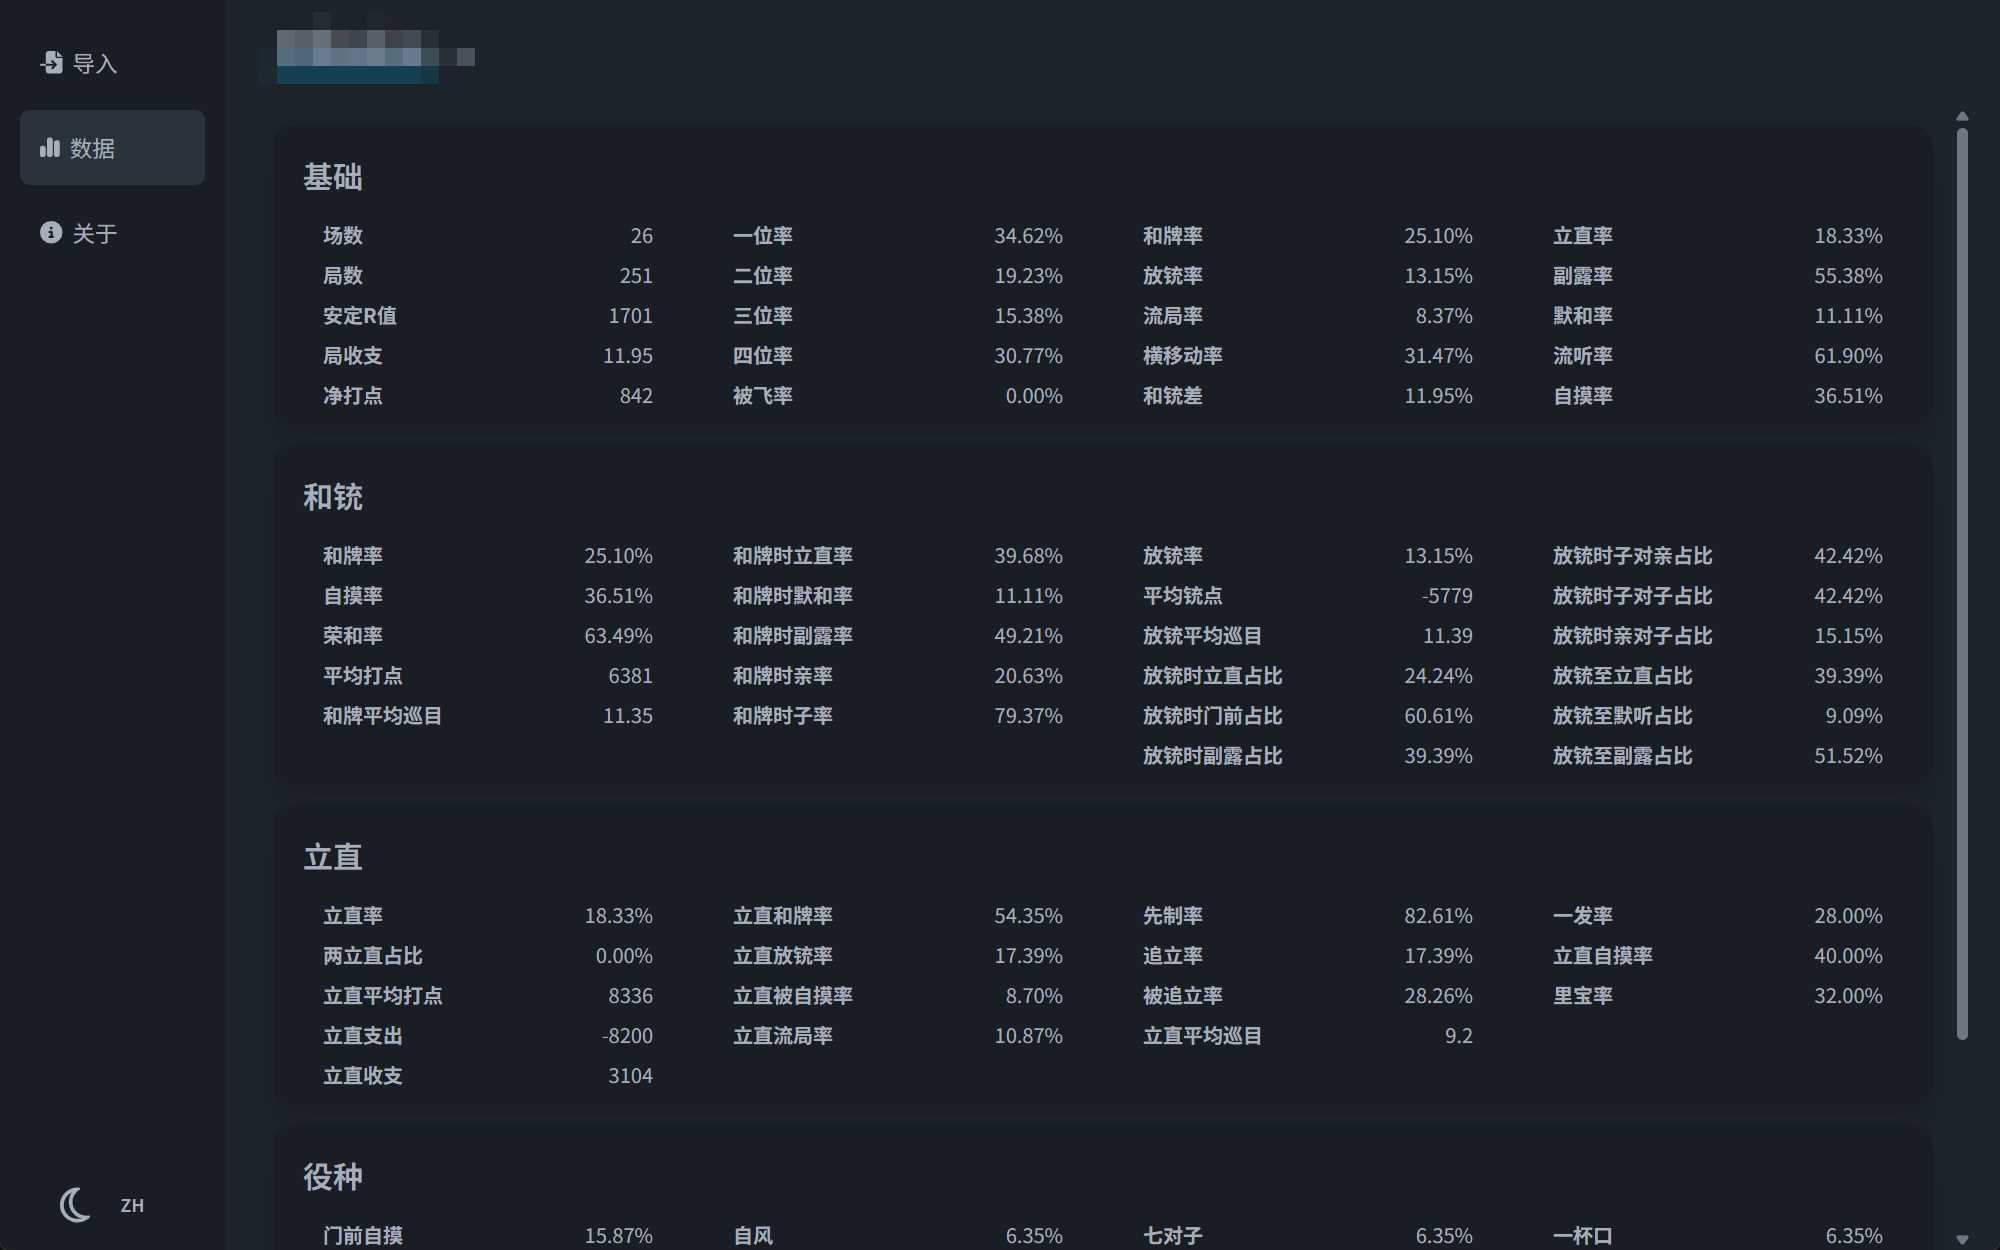 导入
数据
关于
ZH
基础
场数 26 一位率 34.62% 和牌率 25.10% 立直率 18.33%
局数 251 二位率 19.23% 放铳率 13.15% 副露率 55.38%
安定R值 1701 三位率 15.38% 流局率 8.37% 默和率 11.11%
局收支 11.95 四位率 30.77% 横移动率 31.47% 流听率 61.90%
净打点 842 被飞率 0.00% 和铳差 11.95% 自摸率 36.51%
和铳
和牌率 25.10% 和牌时立直率 39.68% 放铳率 13.15% 放铳时子对亲占比 42.42%
自摸率 36.51% 和牌时默和率 11.11% 平均铳点 -5779 放铳时子对子占比 42.42%
荣和率 63.49% 和牌时副露率 49.21% 放铳平均巡目 11.39 放铳时亲对子占比 15.15%
平均打点 6381 和牌时亲率 20.63% 放铳时立直占比 24.24% 放铳至立直占比 39.39%
和牌平均巡目 11.35 和牌时子率 79.37% 放铳时门前占比 60.61% 放铳至默听占比 9.09%
放铳时副露占比 39.39% 放铳至副露占比 51.52%
立直
立直率 18.33% 立直和牌率 54.35% 先制率 82.61% 一发率 28.00%
两立直占比 0.00% 立直放铳率 17.39% 追立率 17.39% 立直自摸率 40.00%
立直平均打点 8336 立直被自摸率 8.70% 被追立率 28.26% 里宝率 32.00%
立直支出 -8200 立直流局率 10.87% 立直平均巡目 9.2
立直收支 3104
役种
门前自摸 15.87% 自风 6.35% 七对子 6.35% 一杯口 6.35%